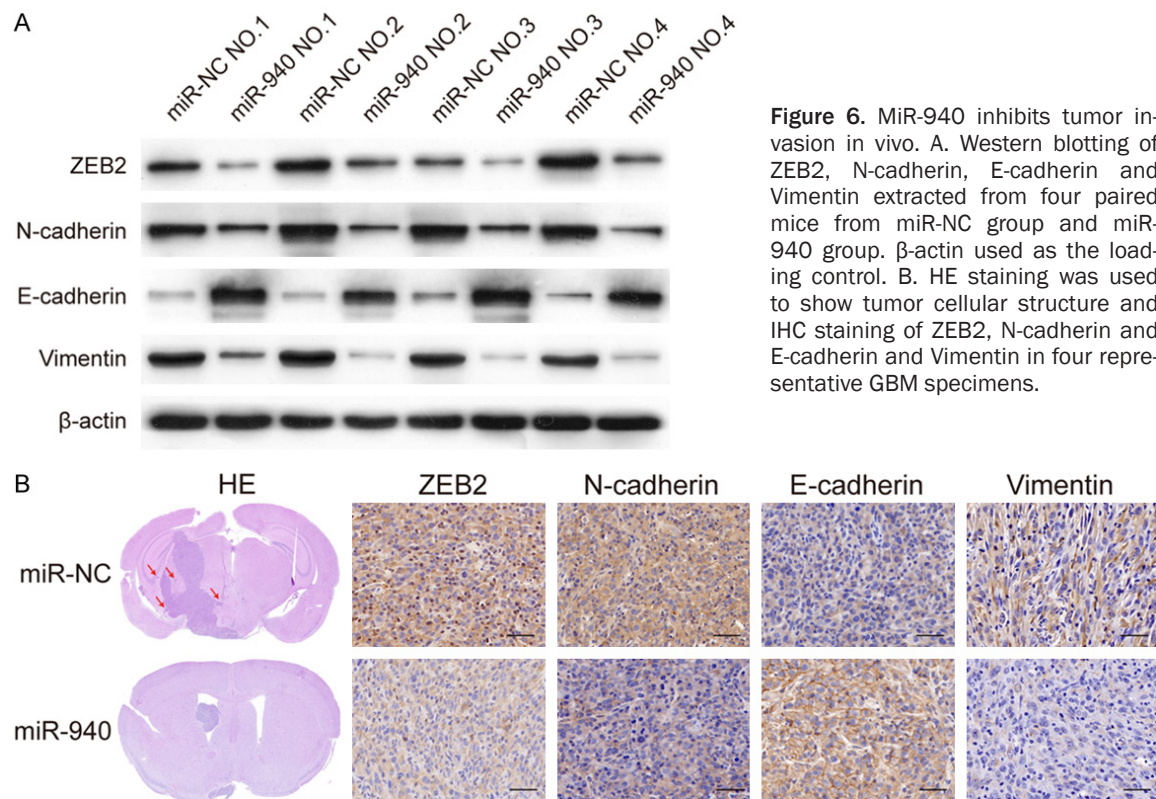 A
miR-NC NO.1
miR-940 NO.1
miR-NC NO.2
miR-940 NO.2
miR-NC NO.3
miR-940 NO.3
miR-NC NO.4
miR-940 NO.4
ZEB2
N-cadherin
E-cadherin
Vimentin
β-actin
Figure 6. MiR-940 inhibits tumor in-
vasion in vivo. A. Western blotting of
ZEB2, N-cadherin, E-cadherin and
Vimentin extracted from four paired
mice from miR-NC group and miR-
940 group. β-actin used as the load-
ing control. B. HE staining was used
to show tumor cellular structure and
IHC staining of ZEB2, N-cadherin and
E-cadherin and Vimentin in four repre-
sentative GBM specimens.
B
HE
ZEB2
N-cadherin
E-cadherin
Vimentin
miR-NC
miR-940